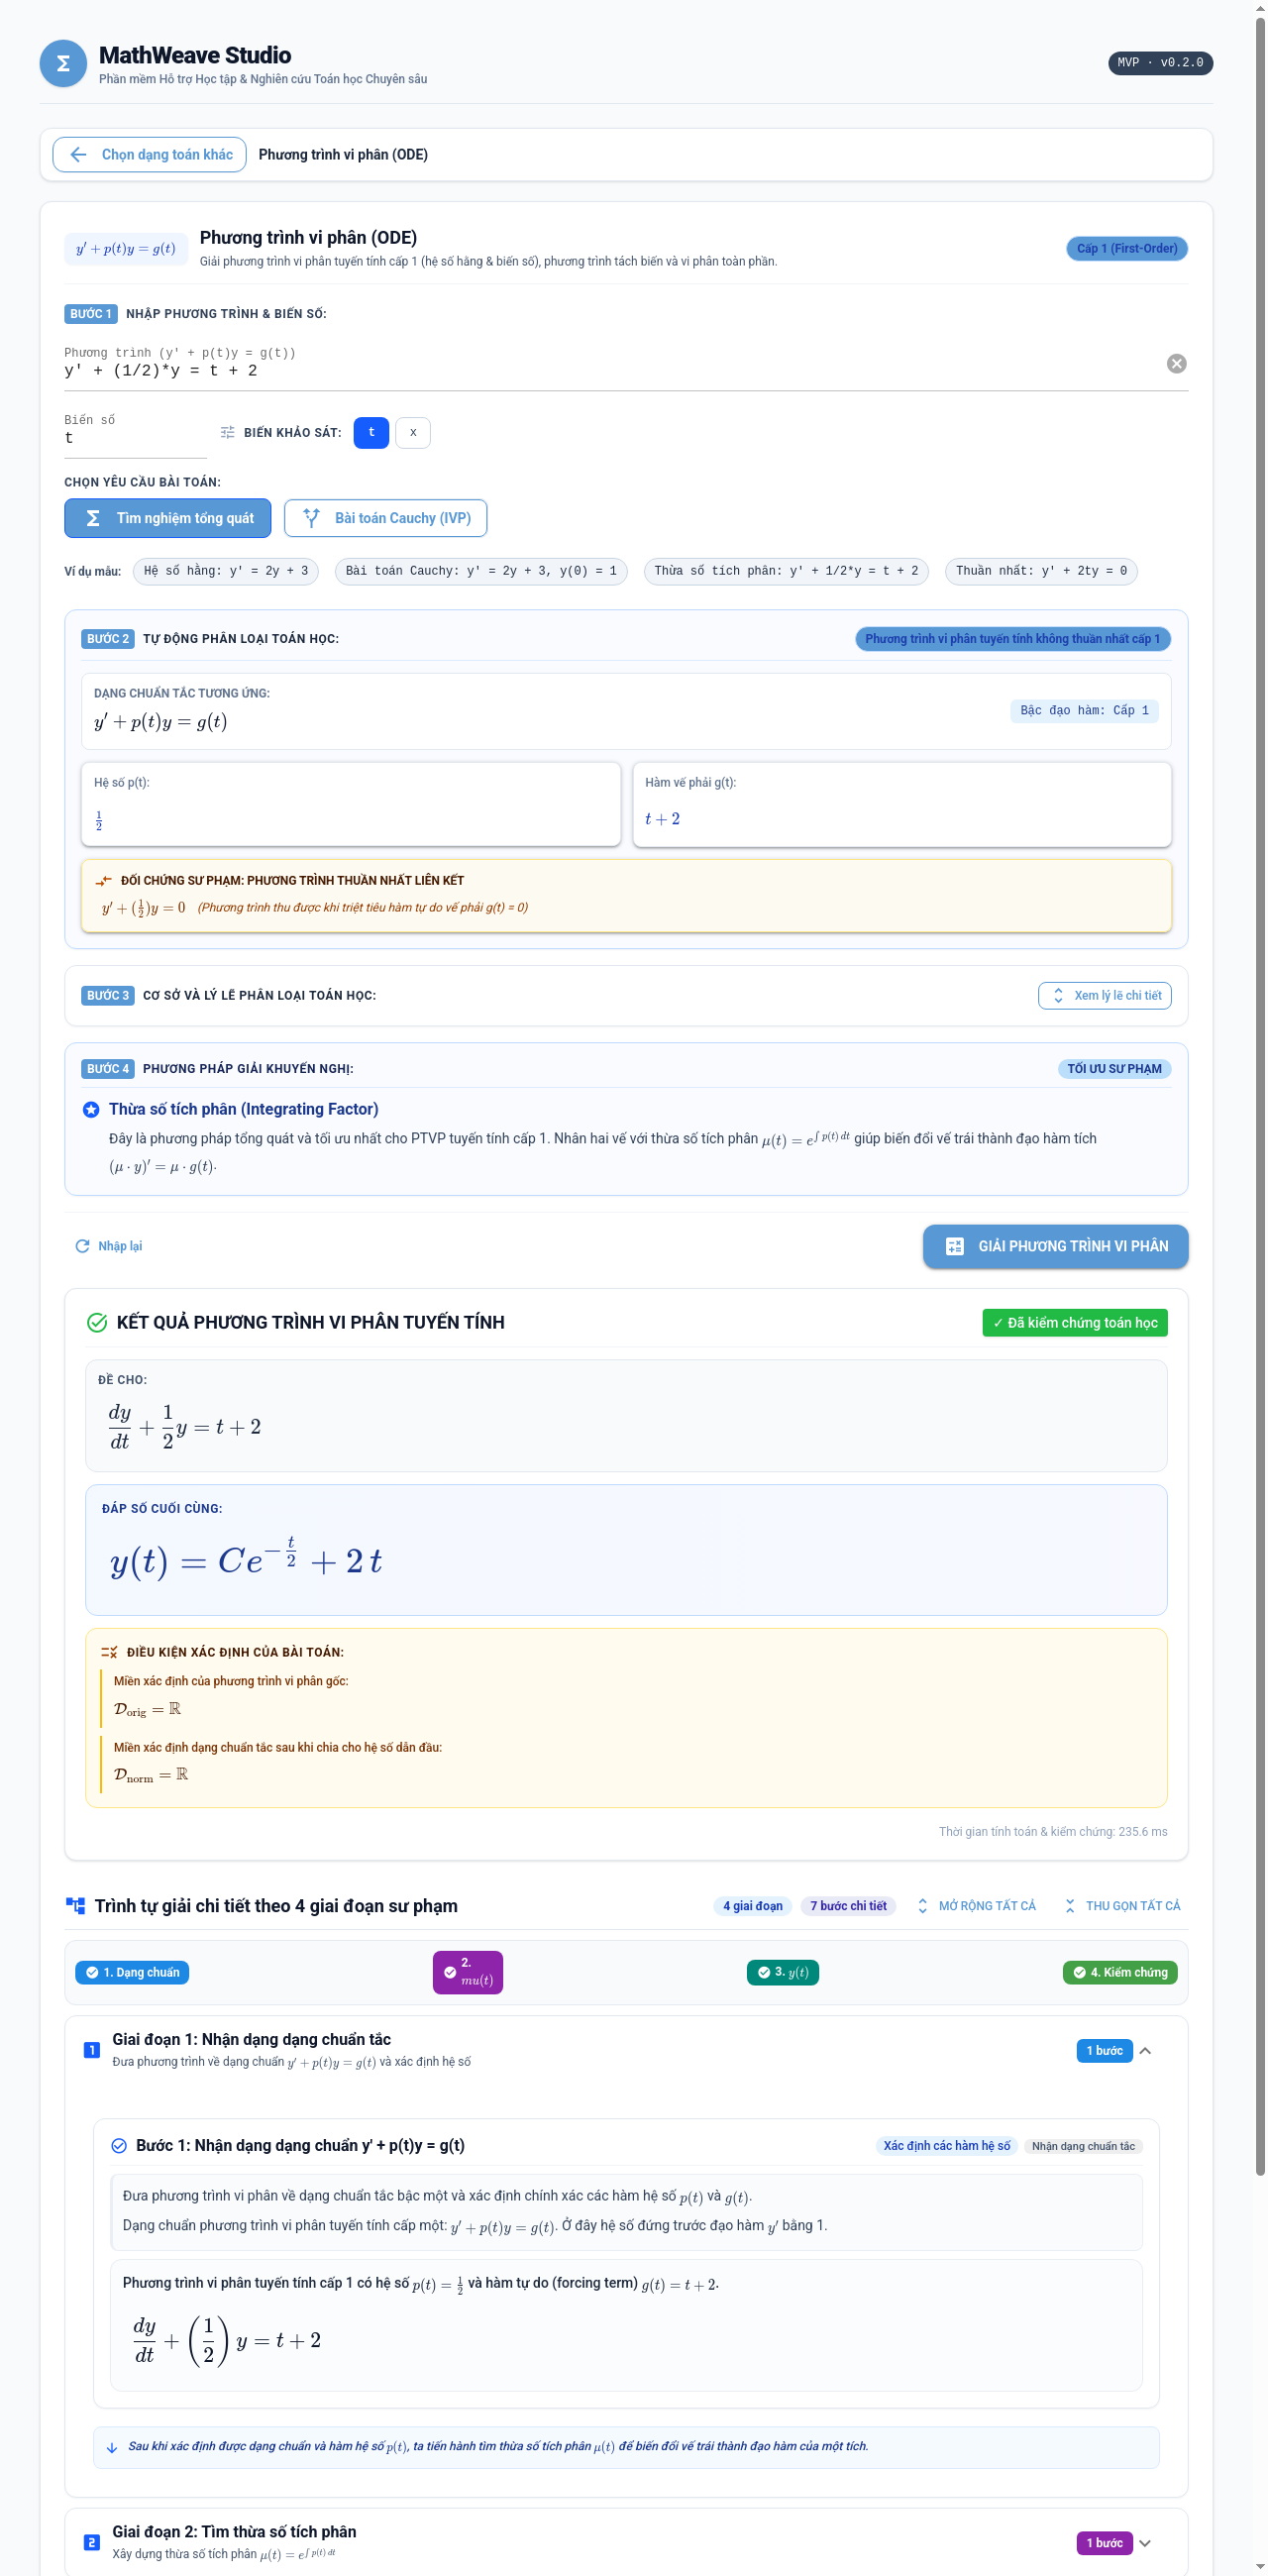 MathWeave Studio
Phần mềm Hỗ trợ Học tập & Nghiên cứu Toán học Chuyên sâu
MVP · v0.2.0
Chọn dạng toán khác
Phương trình vi phân (ODE)
y′ + p(t)y = g(t)
Phương trình vi phân (ODE)
Giải phương trình vi phân tuyến tính cấp 1 (hệ số hằng & biến số), phương trình tách biến và vi phân toàn phần.
Cấp 1 (First-Order)
BƯỚC 1 NHẬP PHƯƠNG TRÌNH & BIẾN SỐ:
Phương trình (y' + p(t)y = g(t))
y' + (1/2)*y = t + 2
Biến số
t
BIẾN KHẢO SÁT:
t
x
CHỌN YÊU CẦU BÀI TOÁN:
Σ Tìm nghiệm tổng quát
Bài toán Cauchy (IVP)
Ví dụ mẫu:
Hệ số hằng: y' = 2y + 3
Bài toán Cauchy: y' = 2y + 3, y(0) = 1
Thừa số tích phân: y' + 1/2*y = t + 2
Thuần nhất: y' + 2ty = 0
BƯỚC 2 TỰ ĐỘNG PHÂN LOẠI TOÁN HỌC:
Phương trình vi phân tuyến tính không thuần nhất cấp 1
DẠNG CHUẨN TẮC TƯƠNG ỨNG:
y′ + p(t)y = g(t)
Bậc đạo hàm: Cấp 1
Hệ số p(t):
1/2
Hàm vế phải g(t):
t + 2
ĐỐI CHỨNG SƯ PHẠM: PHƯƠNG TRÌNH THUẦN NHẤT LIÊN KẾT
y′ + (1/2)y = 0 (Phương trình thu được khi triệt tiêu hàm tự do vế phải g(t) = 0)
BƯỚC 3 CƠ SỞ VÀ LÝ LẼ PHÂN LOẠI TOÁN HỌC:
Xem lý lẽ chi tiết
BƯỚC 4 PHƯƠNG PHÁP GIẢI KHUYẾN NGHỊ:
TỐI ƯU SƯ PHẠM
Thừa số tích phân (Integrating Factor)
Đây là phương pháp tổng quát và tối ưu nhất cho PTVP tuyến tính cấp 1. Nhân hai vế với thừa số tích phân μ(t) = e^∫ p(t) dt giúp biến đổi vế trái thành đạo hàm tích
(μ · y)′ = μ · g(t).
Nhập lại
GIẢI PHƯƠNG TRÌNH VI PHÂN
KẾT QUẢ PHƯƠNG TRÌNH VI PHÂN TUYẾN TÍNH
✓ Đã kiểm chứng toán học
ĐỀ CHO:
dy/dt + 1/2 y = t + 2
ĐÁP SỐ CUỐI CÙNG:
y(t) = Ce^(−t/2) + 2 t
ĐIỀU KIỆN XÁC ĐỊNH CỦA BÀI TOÁN:
Miền xác định của phương trình vi phân gốc:
𝒟orig = ℝ
Miền xác định dạng chuẩn tắc sau khi chia cho hệ số dẫn đầu:
𝒟norm = ℝ
Thời gian tính toán & kiểm chứng: 235.6 ms
Trình tự giải chi tiết theo 4 giai đoạn sư phạm
4 giai đoạn
7 bước chi tiết
MỞ RỘNG TẤT CẢ
THU GỌN TẤT CẢ
1. Dạng chuẩn
2.
mu(t)
3. y(t)
4. Kiểm chứng
1
Giai đoạn 1: Nhận dạng dạng chuẩn tắc
Đưa phương trình về dạng chuẩn y′ + p(t)y = g(t) và xác định hệ số
1 bước
Bước 1: Nhận dạng dạng chuẩn y' + p(t)y = g(t)
Xác định các hàm hệ số
Nhận dạng chuẩn tắc
Đưa phương trình vi phân về dạng chuẩn tắc bậc một và xác định chính xác các hàm hệ số p(t) và g(t).
Dạng chuẩn phương trình vi phân tuyến tính cấp một: y′ + p(t)y = g(t). Ở đây hệ số đứng trước đạo hàm y′ bằng 1.
Phương trình vi phân tuyến tính cấp 1 có hệ số p(t) = 1/2 và hàm tự do (forcing term) g(t) = t + 2.
dy/dt + (1/2) y = t + 2
Sau khi xác định được dạng chuẩn và hàm hệ số p(t), ta tiến hành tìm thừa số tích phân μ(t) để biến đổi vế trái thành đạo hàm của một tích.
2
Giai đoạn 2: Tìm thừa số tích phân
Xây dựng thừa số tích phân μ(t) = e^∫ p(t) dt
1 bước